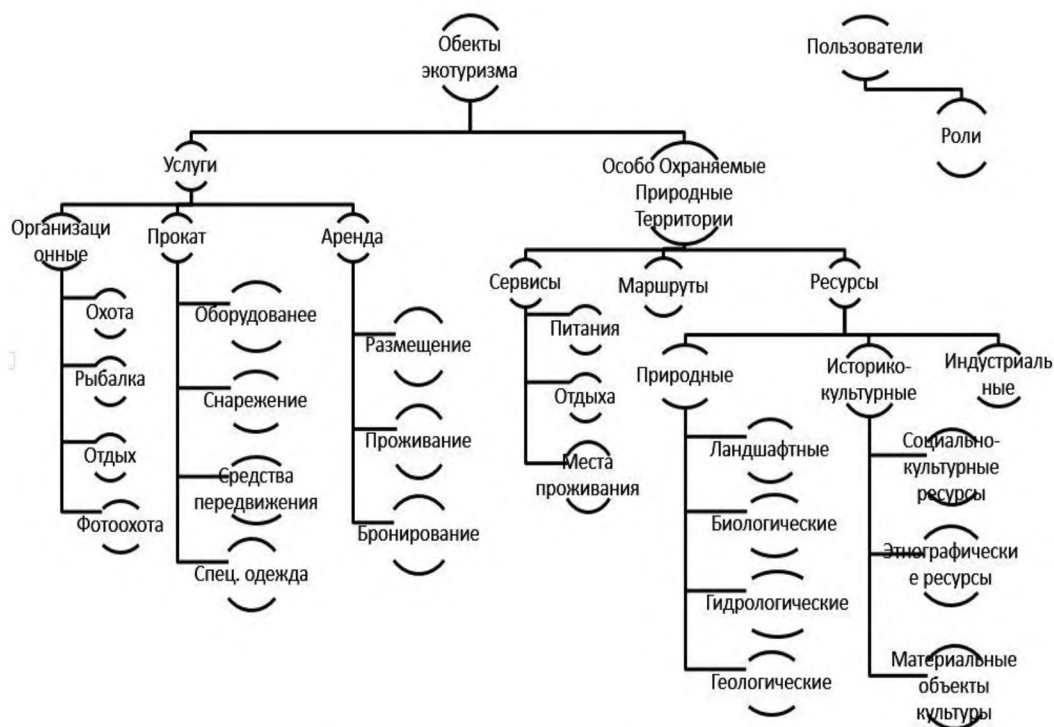 Обекты
экотуризма
Пользователи
Роли
Услуги
Особо Охраняемые
Природные
Территории
Организаци
онные
Прокат
Аренда
Сервисы
Маршруты
Ресурсы
Охота
Рыбалка
Отдых
Фотоохота
Оборудованее
Снарежение
Средства
передвижения
Спец. одежда
Размещение
Проживание
Бронирование
Питания
Отдыха
Места
проживания
Природные
Историко-
культурные
Индустриаль
ные
Ландшафтные
Биологические
Гидрологические
Геологические
Социально-
культурные
ресурсы
Этнографически
е ресурсы
Материальные
объекты
культуры